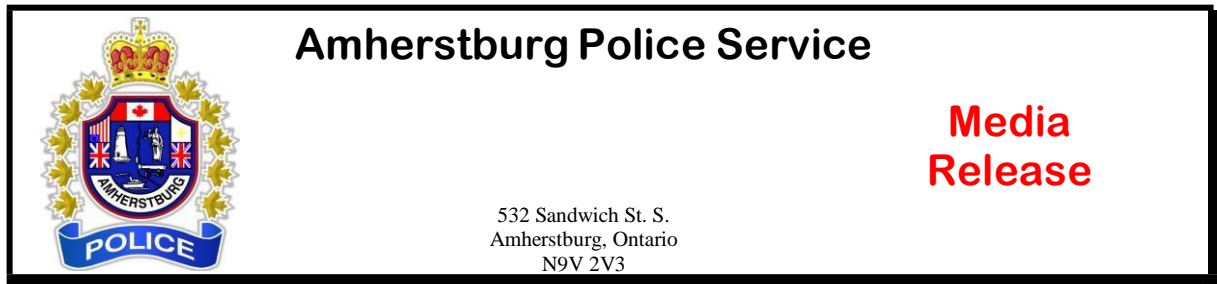 Amherstburg Police Service
Media
Release
532 Sandwich St. S.
Amherstburg, Ontario
N9V 2V3
AMHERSTBURG
POLICE